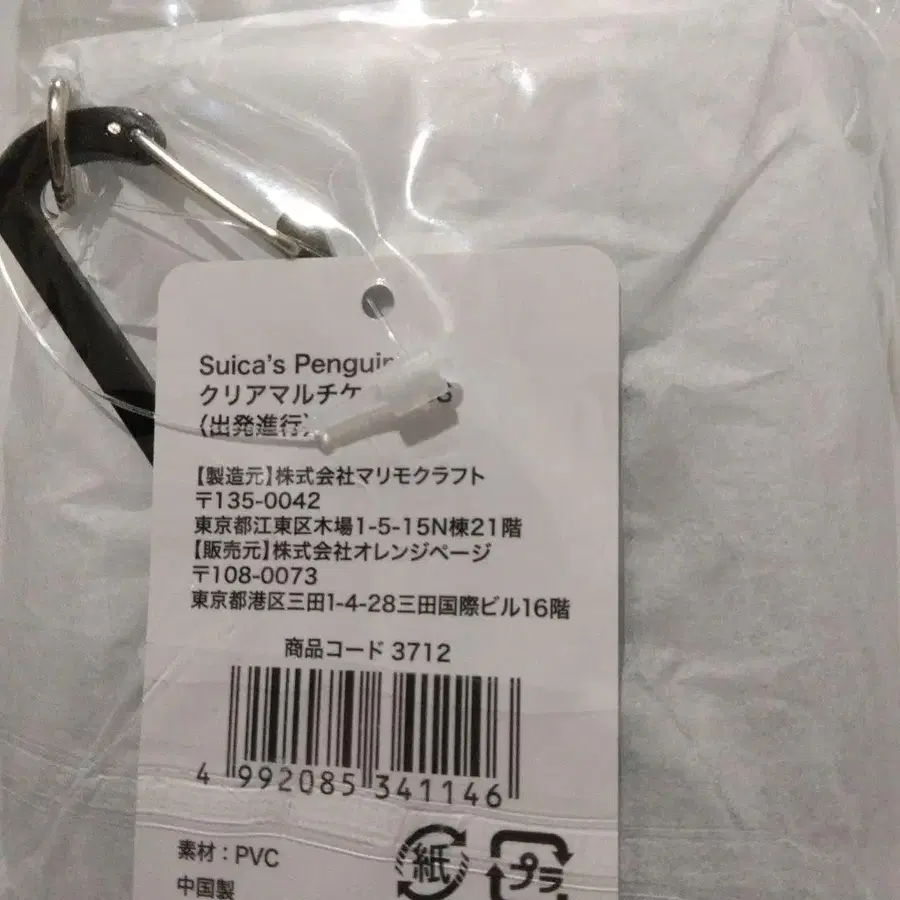 Suica's Penguin
クリアマルチケ
(出発進行)
【製造元】株式会社マリモクラフト
〒135-0042
東京都江東区木場1-5-15N棟21階
【販売元】株式会社オレンジページ
〒108-0073
東京都港区三田1-4-28三田国際ビル16階
商品コード 3712
4 992085 341146
素材：PVC
中国製
紙
プラ